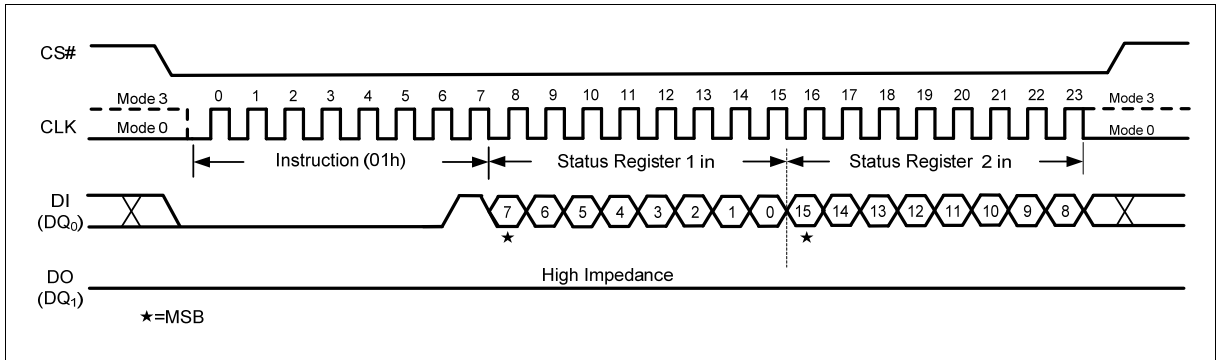 CS#
Mode 3 0 1 2 3 4 5 6 7 8 9 10 11 12 13 14 15 16 17 18 19 20 21 22 23 Mode 3
CLK Mode 0 Mode 0
Instruction (01h) Status Register 1 in Status Register 2 in
DI
(DQ0) 7 6 5 4 3 2 1 0 15 14 13 12 11 10 9 8
★ ★
DO High Impedance
(DQ1)
★=MSB